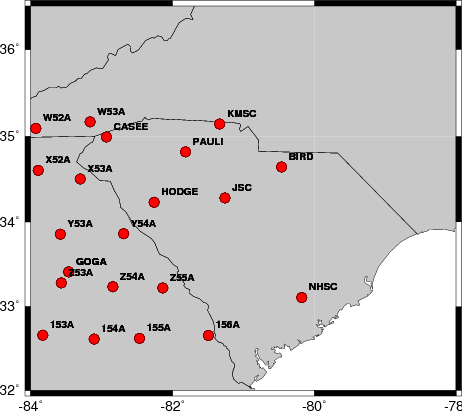 36°
W53A
KMSC
W52A
CASEE
35°
PAULI
BIRD
X52A
X53A
HODGE
JSC
34°
Y53A
Y54A
GOGA
Z53A
Z54A
Z55A
NHSC
33°
153A
154A
155A
156A
32°
-84° -82° -80° -78